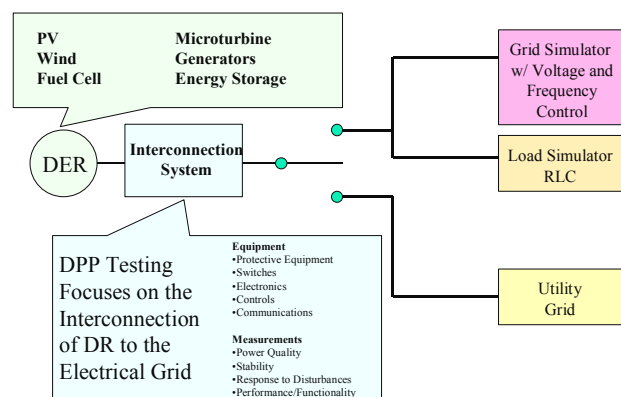 PV
Wind
Fuel Cell
Microturbine
Generators
Energy Storage
DER
Interconnection
System
Grid Simulator
w/ Voltage and
Frequency
Control
Load Simulator
RLC
Utility
Grid
DPP Testing
Focuses on the
Interconnection
of DR to the
Electrical Grid
Equipment
•Protective Equipment
•Switches
•Electronics
•Controls
•Communications
Measurements
•Power Quality
•Stability
•Response to Disturbances
•Performance/Functionality